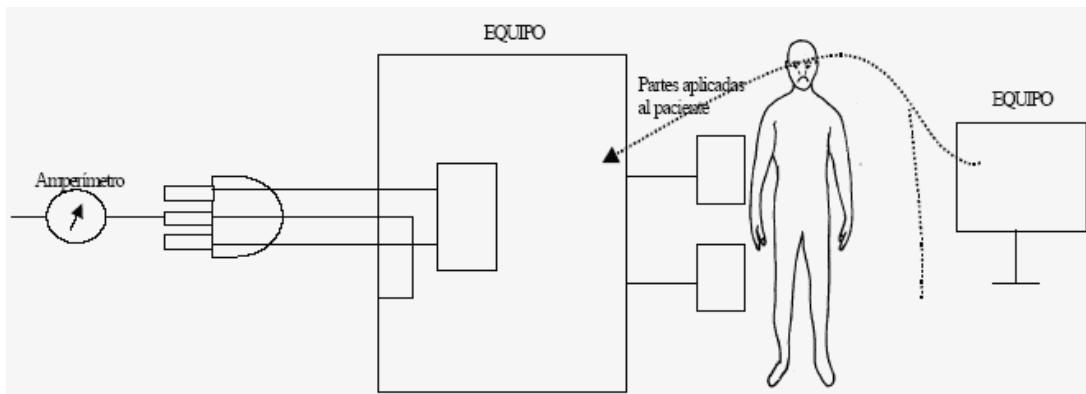 EQUIPO
Partes aplicadas
al paciente
EQUIPO
Amperímetro